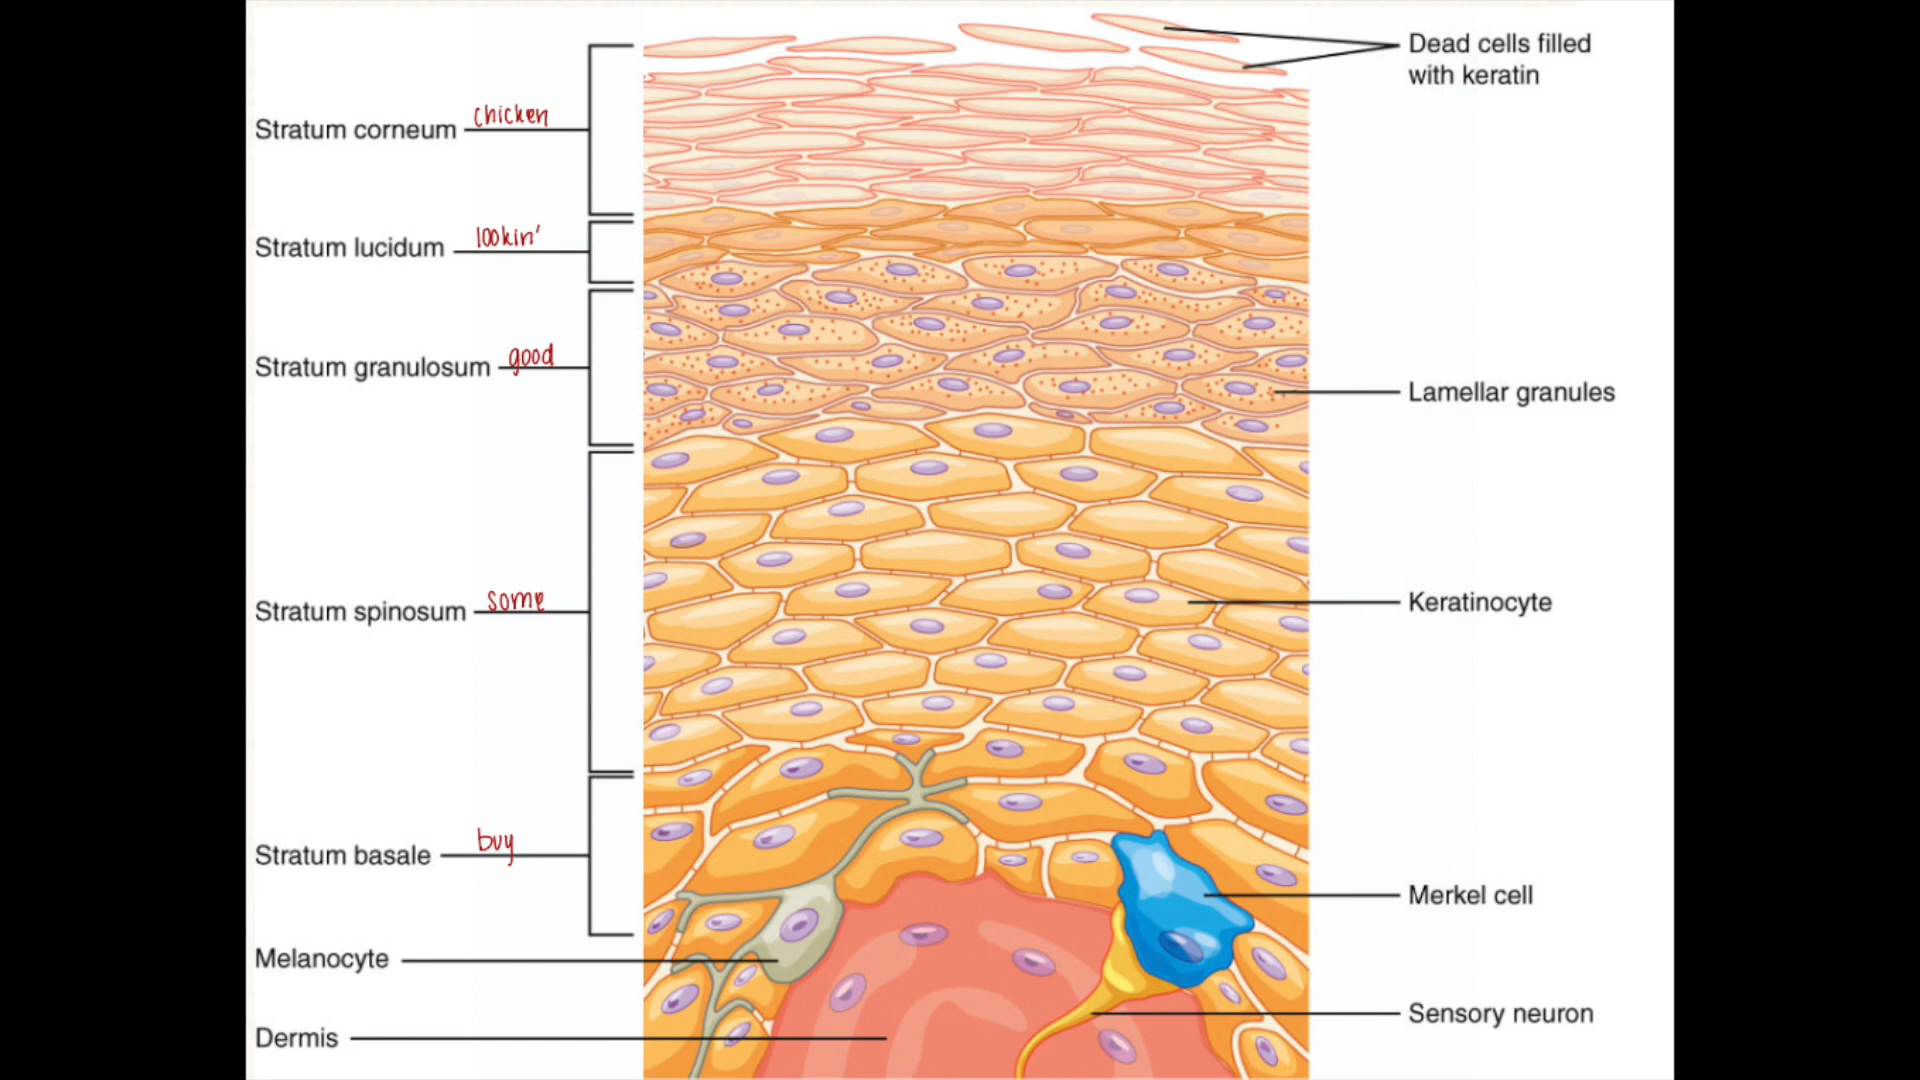 Dead cells filled
with keratin
chicken
Stratum corneum
lookin'
Stratum lucidum
good
Stratum granulosum
Lamellar granules
some
Stratum spinosum
Keratinocyte
buy
Stratum basale
Merkel cell
Melanocyte
Sensory neuron
Dermis